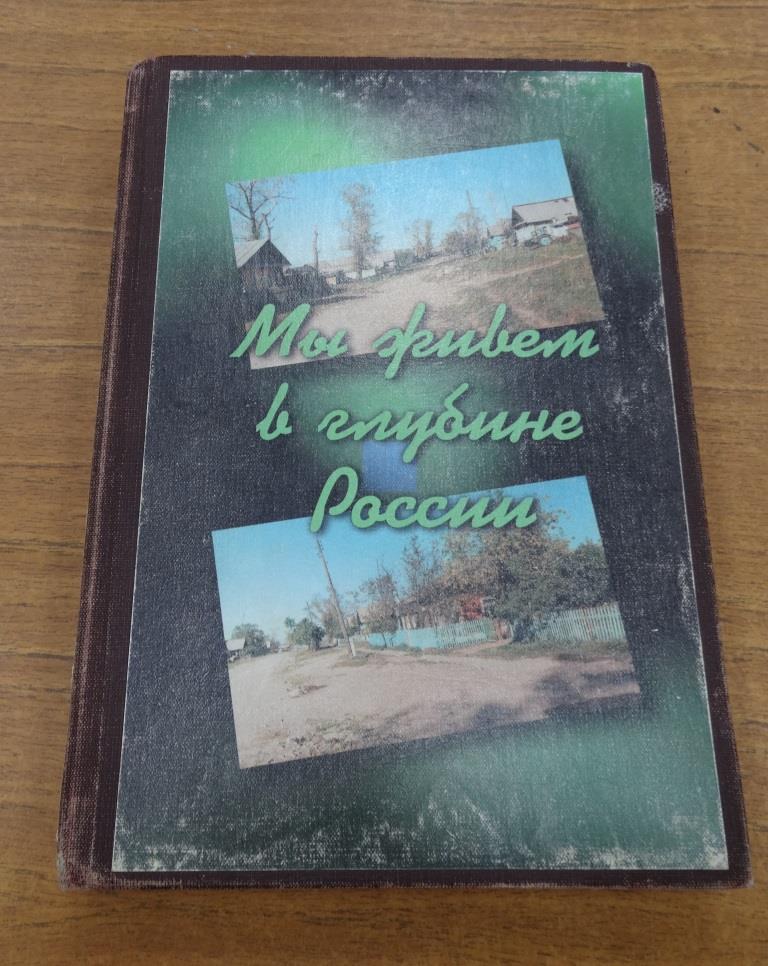 Мы живем
в глубине
России